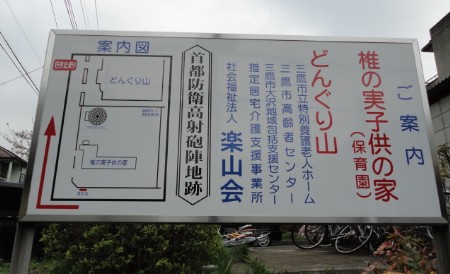 ご案内
椎の実子供の家
(保育園)
どんぐり山
三鷹市立特別養護老人ホーム
三鷹市高齢者センター
三鷹市大沢地域包括支援センター
指定居宅介護支援事業所
社会福祉法人 楽山会
首都防衛高射砲陣地跡
案内図
どんぐり山
椎の実子供の家